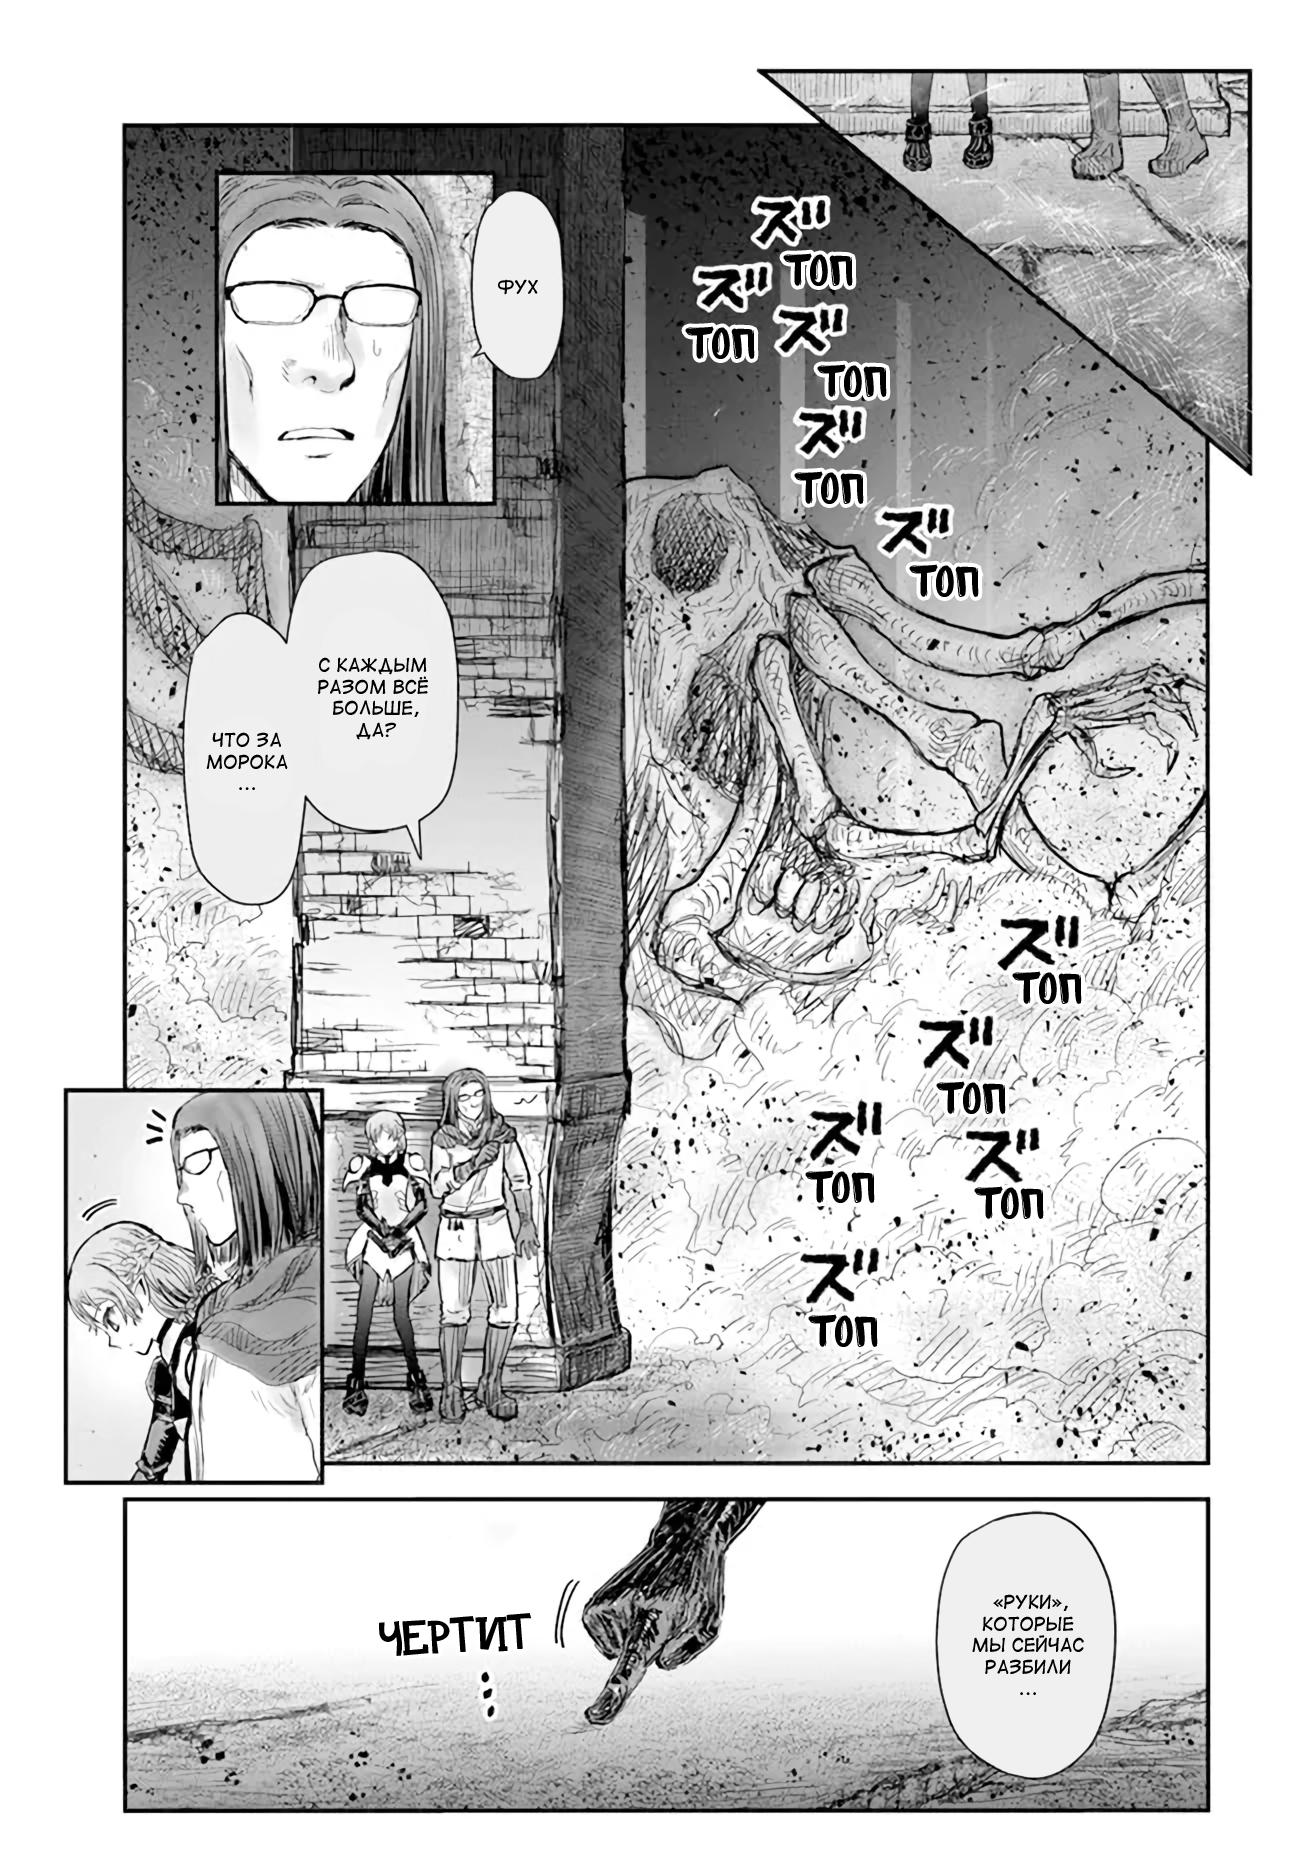 ズ"
ТОП
ズ"
ТОП
ズ"
ТОП
ズ"
ТОП
ズ"
ТОП
ФУХ
С КАЖДЫМ
РАЗОМ ВСЁ
БОЛЬШЕ,
ДА?
ЧТО ЗА
МОРОКА
...
ズ"
ТОП
ズ"
ТОП
ズ"
ТОП
ズ"
ТОП
ズ"
ТОП
«РУКИ»,
КОТОРЫЕ
МЫ СЕЙЧАС
РАЗБИЛИ
...
ЧЕРТИТ
...